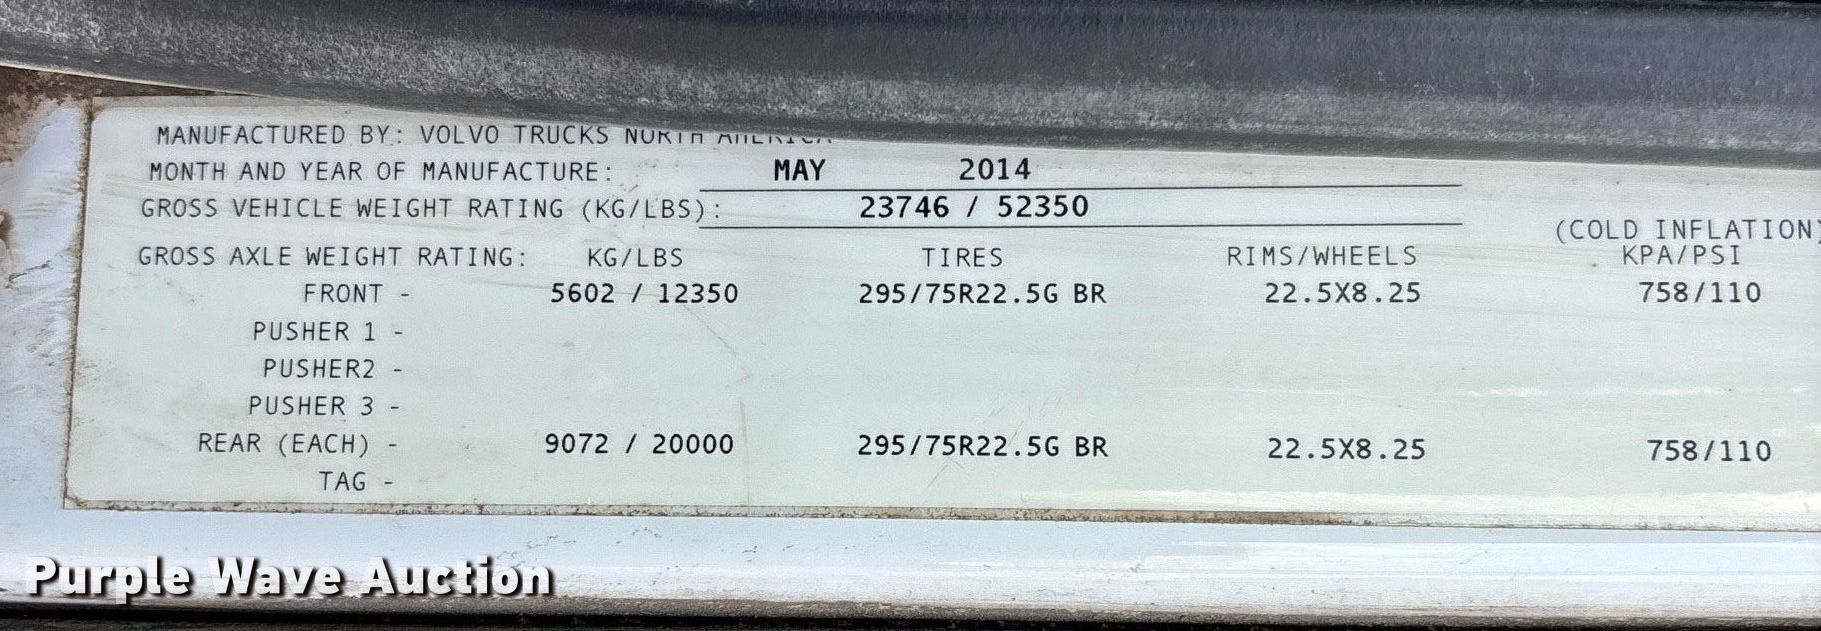 MANUFACTURED BY: VOLVO TRUCKS NORTH AMERICA
MONTH AND YEAR OF MANUFACTURE: MAY 2014
GROSS VEHICLE WEIGHT RATING (KG/LBS): 23746 / 52350
(COLD INFLATION)
GROSS AXLE WEIGHT RATING: KG/LBS TIRES RIMS/WHEELS KPA/PSI
FRONT - 5602 / 12350 295/75R22.5G BR 22.5X8.25 758/110
PUSHER 1 -
PUSHER2 -
PUSHER 3 -
REAR (EACH) - 9072 / 20000 295/75R22.5G BR 22.5X8.25 758/110
TAG -
Purple Wave Auction